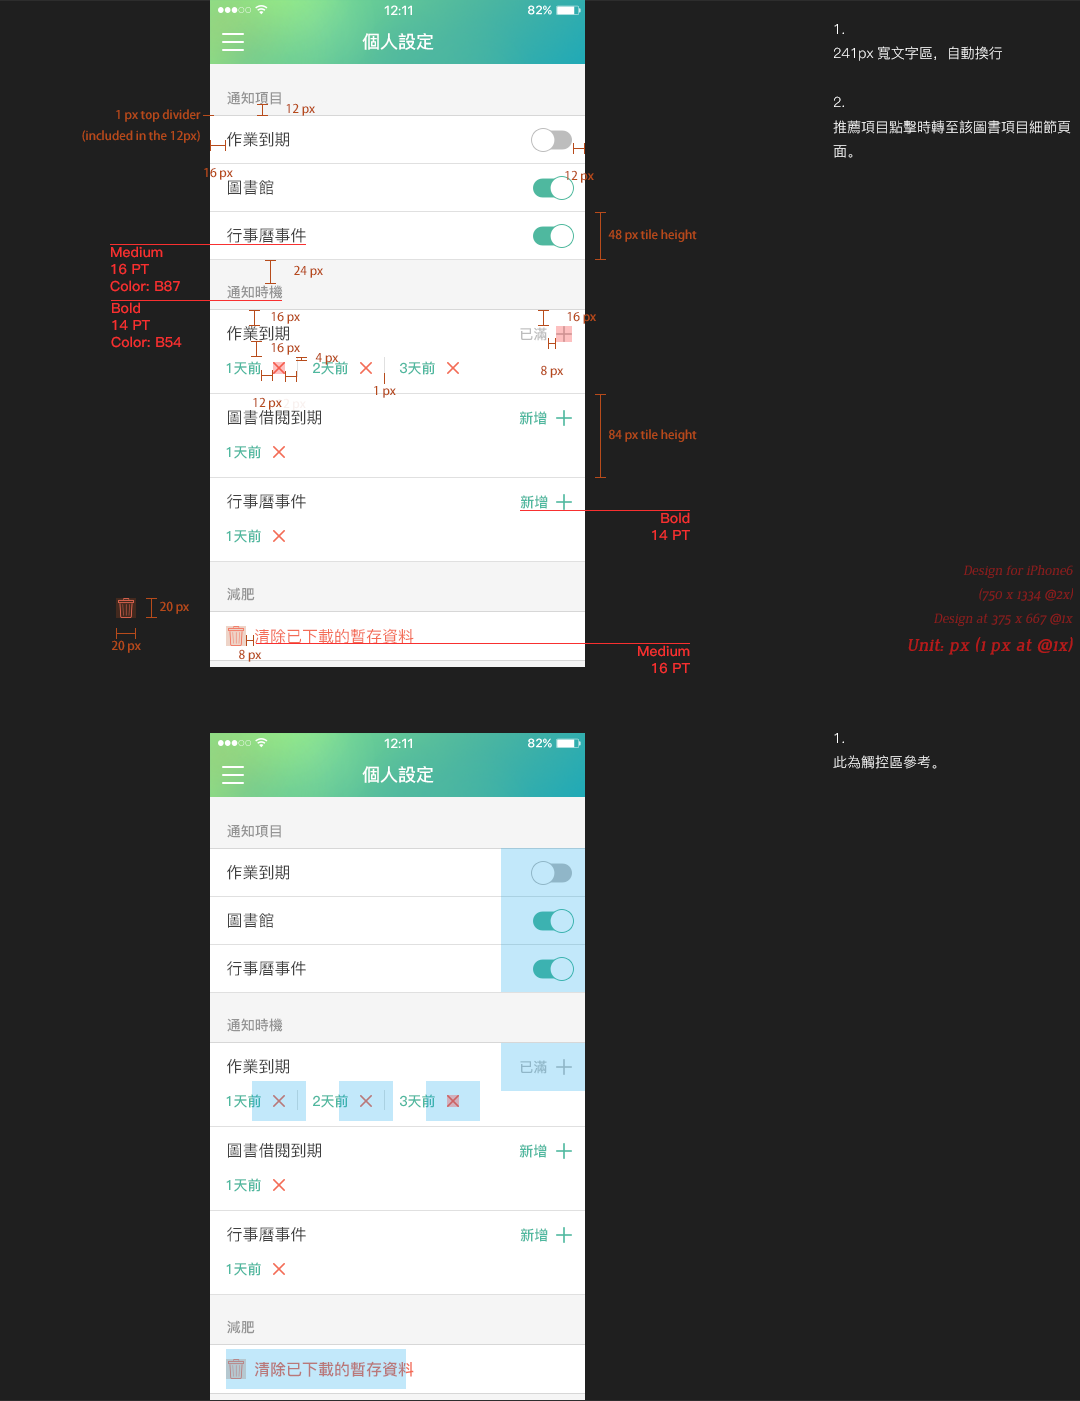 12:11
82%
個人設定
1.
241px 寬文字區，自動換行
2.
推薦項目點擊時轉至該圖書項目細節頁
面。
通知項目
12 px
1 px top divider
(included in the 12px)
作業到期
16 px
12 px
圖書館
行事曆事件
48 px tile height
Medium
16 PT
Color: B87
24 px
通知時機
Bold
14 PT
Color: B54
16 px
16 px
作業到期
已滿
16 px
4 px
8 px
1天前
2天前
3天前
1 px
12 px
圖書借閱到期
新增
84 px tile height
1天前
行事曆事件
新增
Bold
14 PT
1天前
Design for iPhone6
(750 x 1334 @2x)
Design at 375 x 667 @1x
Unit: px (1 px at @1x)
減肥
20 px
20 px
清除已下載的暫存資料
8 px
Medium
16 PT
12:11
82%
個人設定
1.
此為觸控區參考。
通知項目
作業到期
圖書館
行事曆事件
通知時機
作業到期
已滿
1天前
2天前
3天前
圖書借閱到期
新增
1天前
行事曆事件
新增
1天前
減肥
清除已下載的暫存資料